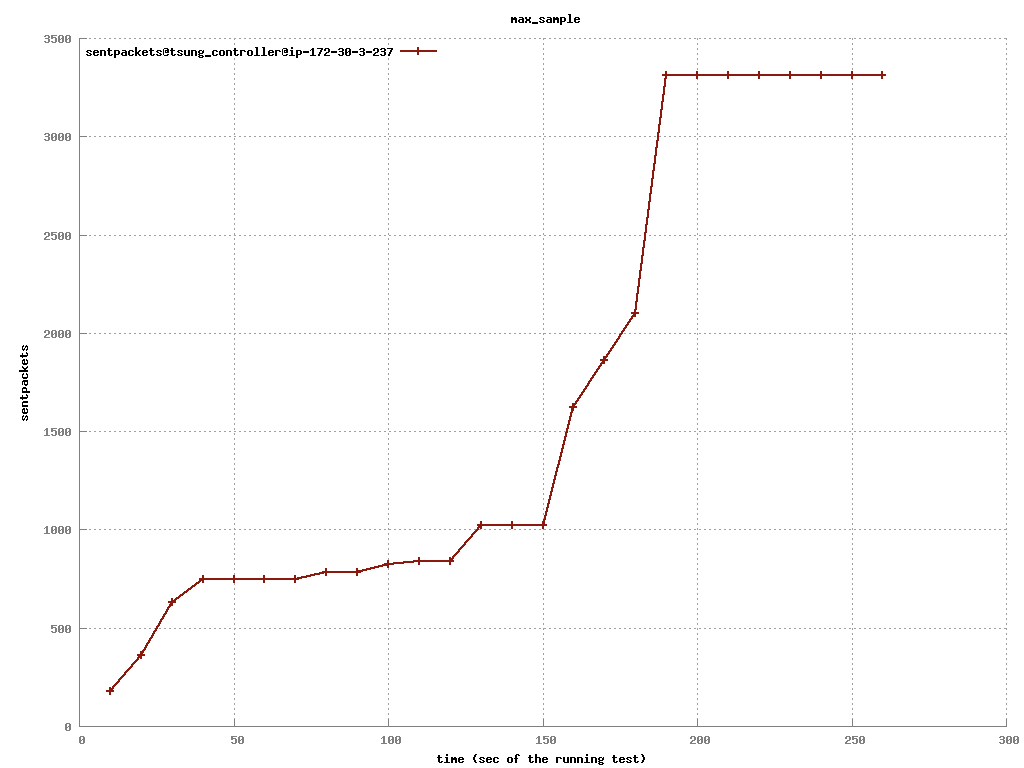 max_sample
3500
sentpackets@tsung_controller@ip-172-30-3-237
3000
2500
2000
sentpackets
1500
1000
500
0
0 50 100 150 200 250 300
time (sec of the running test)